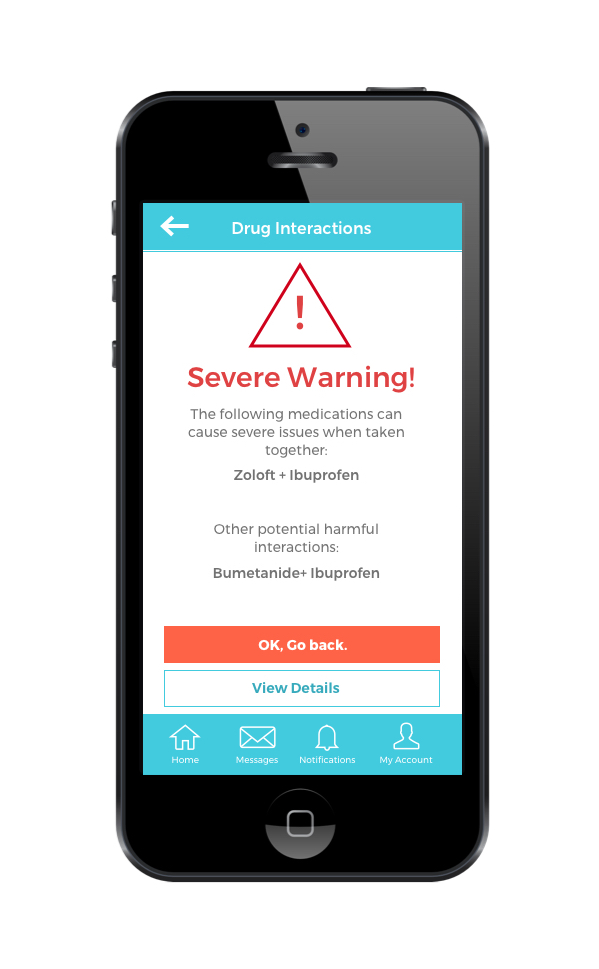 Drug Interactions
!
Severe Warning!
The following medications can
cause severe issues when taken
together:
Zoloft + Ibuprofen
Other potential harmful
interactions:
Bumetanide+ Ibuprofen
OK, Go back.
View Details
Home Messages Notifications My Account